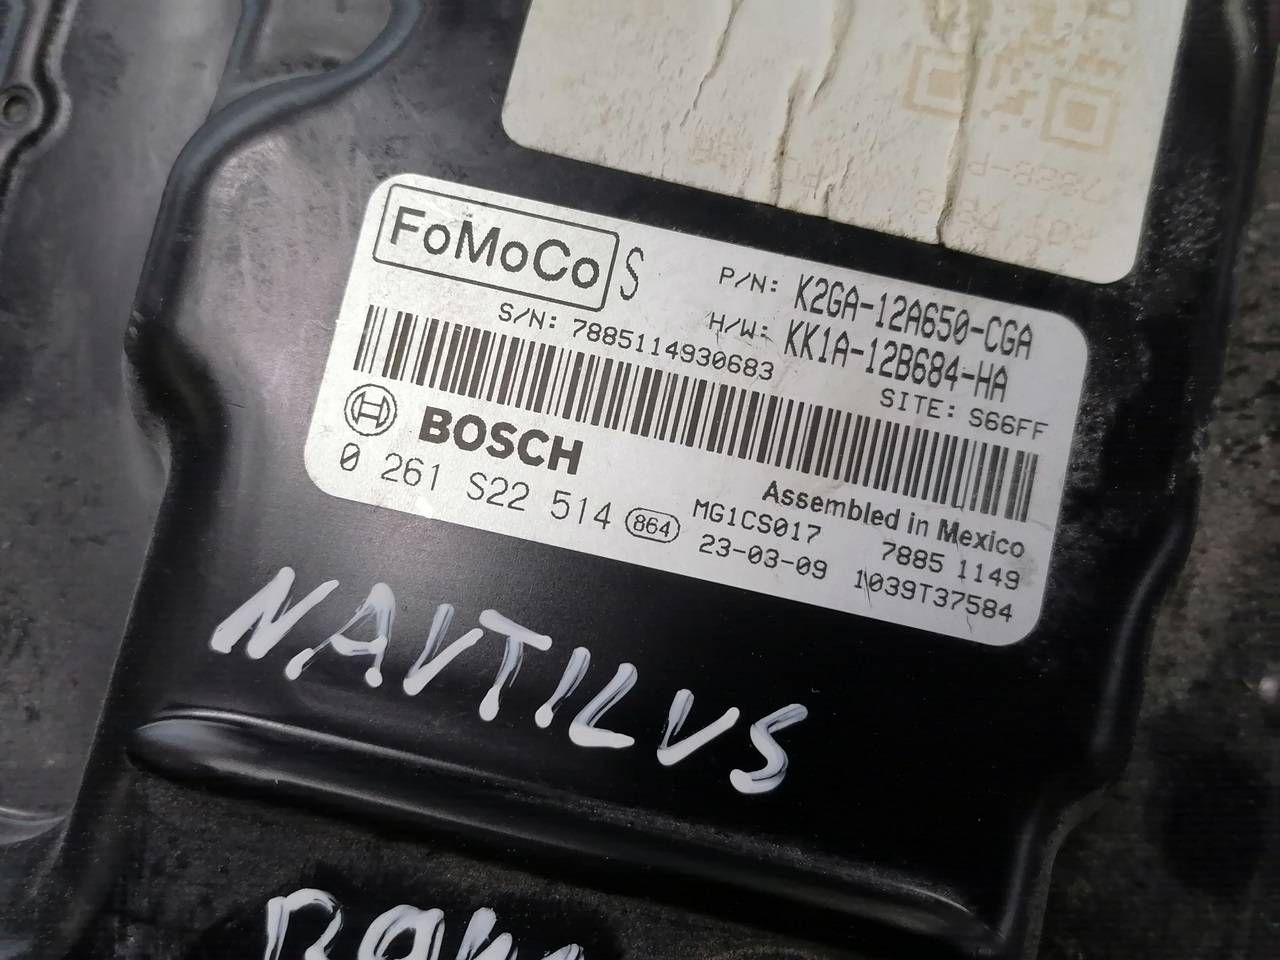 FoMoCo S
P/N: K2GA-12A650-CGA
H/W: KK1A-12B684-HA
S/N: 7885114930683
SITE: S66FF
BOSCH
Assembled in Mexico
0 261 S22 514 864
MG1CS017 7885 1149
23-03-09 1039T37584
NAUTILUS